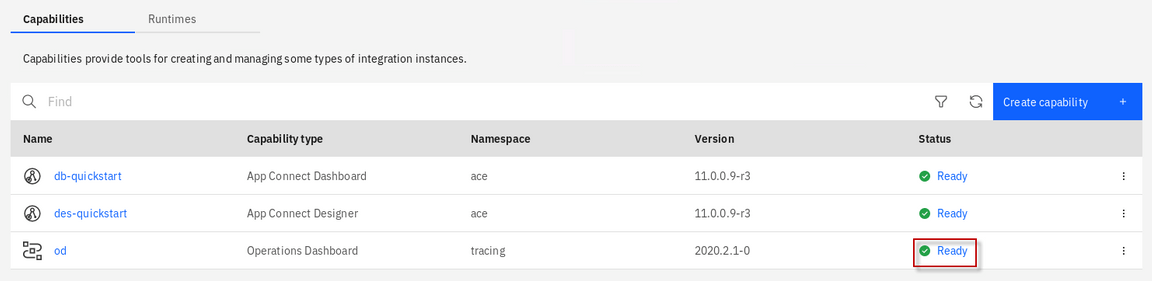 Capabilities Runtimes
Capabilities provide tools for creating and managing some types of integration instances.
Find Create capability +
Name Capability type Namespace Version Status
db-quickstart App Connect Dashboard ace 11.0.0.9-r3 Ready
des-quickstart App Connect Designer ace 11.0.0.9-r3 Ready
od Operations Dashboard tracing 2020.2.1-0 Ready